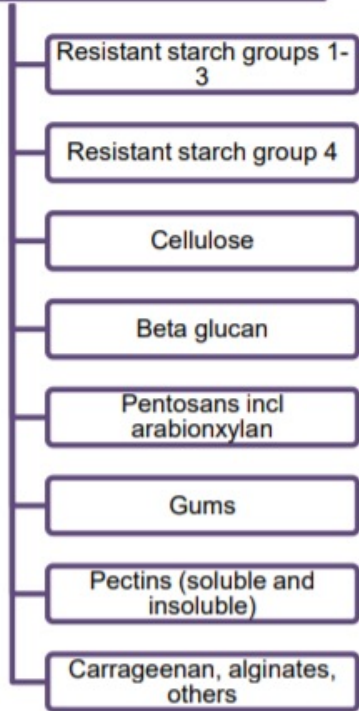 Resistant starch groups 1-
3
Resistant starch group 4
Cellulose
Beta glucan
Pentosans incl
arabionxylan
Gums
Pectins (soluble and
insoluble)
Carrageenan, alginates,
others